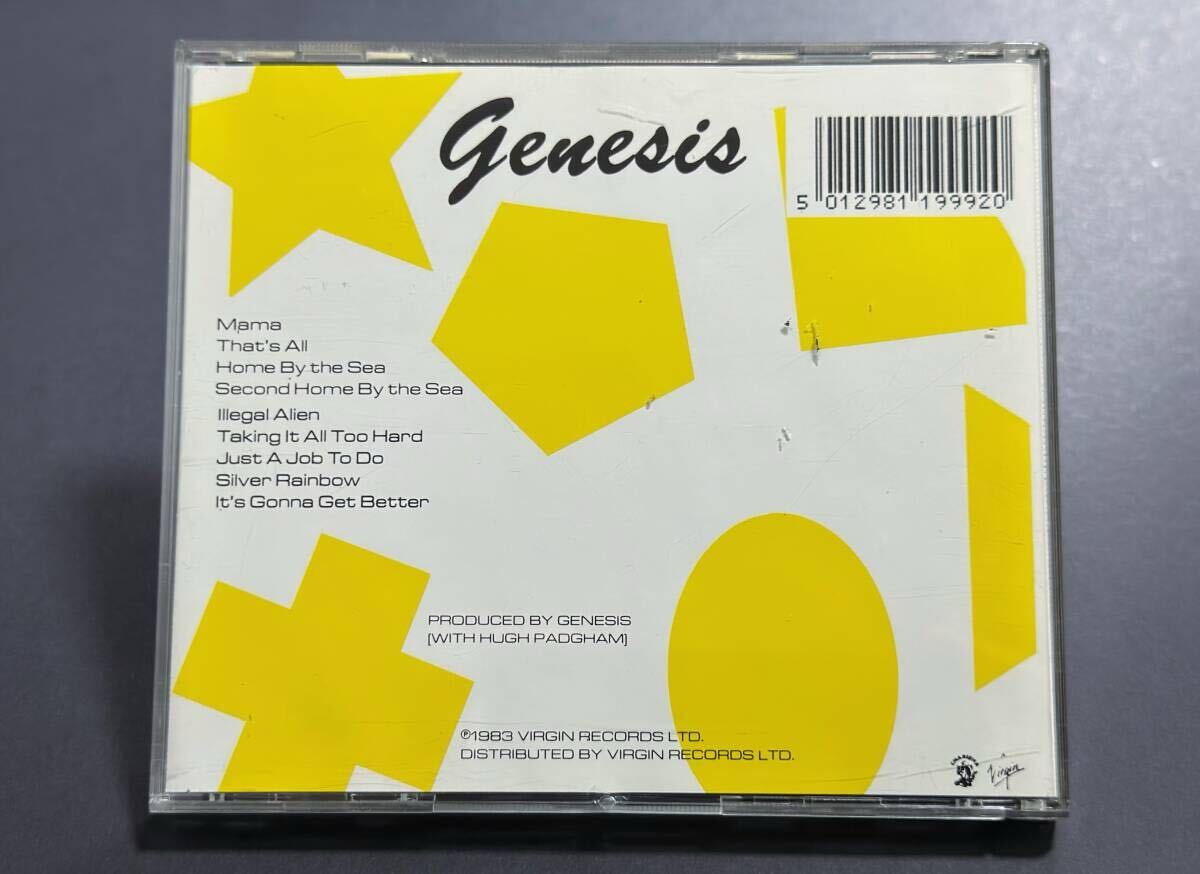 Genesis
5 012981 199920
Mama
That's All
Home By the Sea
Second Home By the Sea
Illegal Alien
Taking It All Too Hard
Just A Job To Do
Silver Rainbow
It's Gonna Get Better
PRODUCED BY GENESIS
[WITH HUGH PADGHAM]
℗1983 VIRGIN RECORDS LTD.
DISTRIBUTED BY VIRGIN RECORDS LTD.
CHARISMA
Virgin